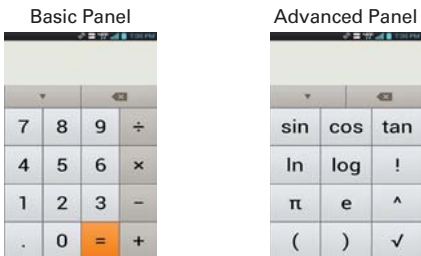 Basic Panel
Advanced Panel
7 8 9 ÷
4 5 6 ×
1 2 3 −
. 0 = +
sin cos tan
ln log !
π e ^
( ) √